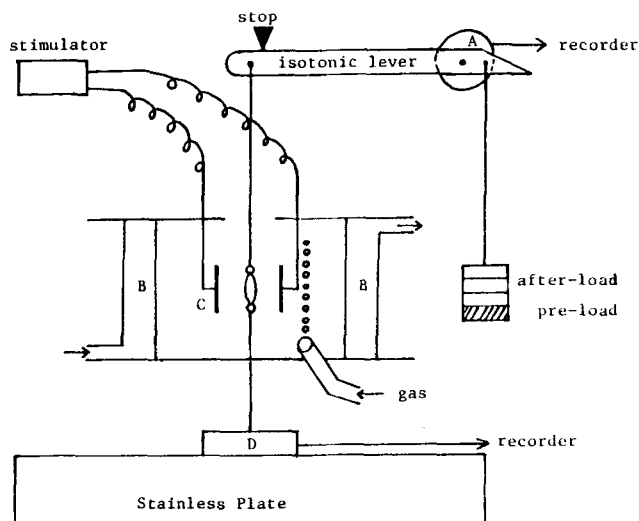 stop
stimulator
A
recorder
isotonic lever
B
C
B
after-load
pre-load
gas
D
recorder
Stainless Plate